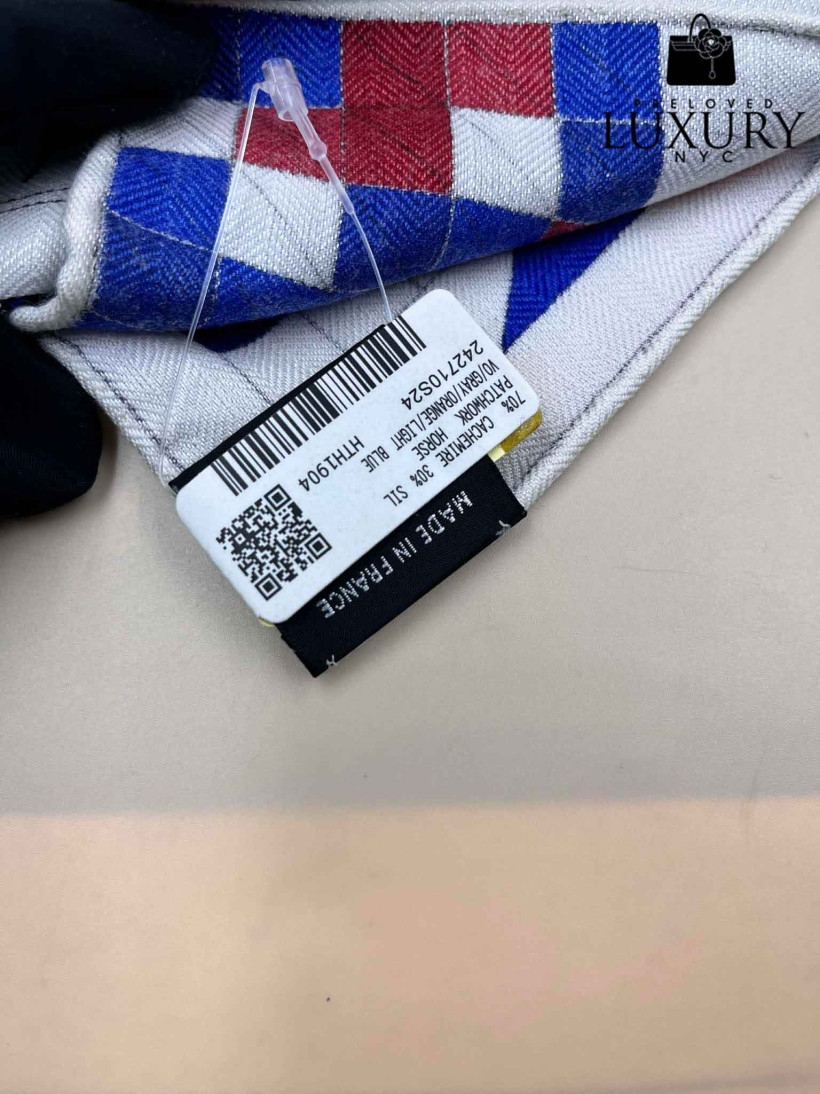 PRELOVED
LUXURY
NYC
242710S24
HTH1904
VO/GRAY/ORANGE/LIGHT BLUE
PATCHWORK HORSE
70% CACHEMIRE 30% SIL
MADE IN FRANCE